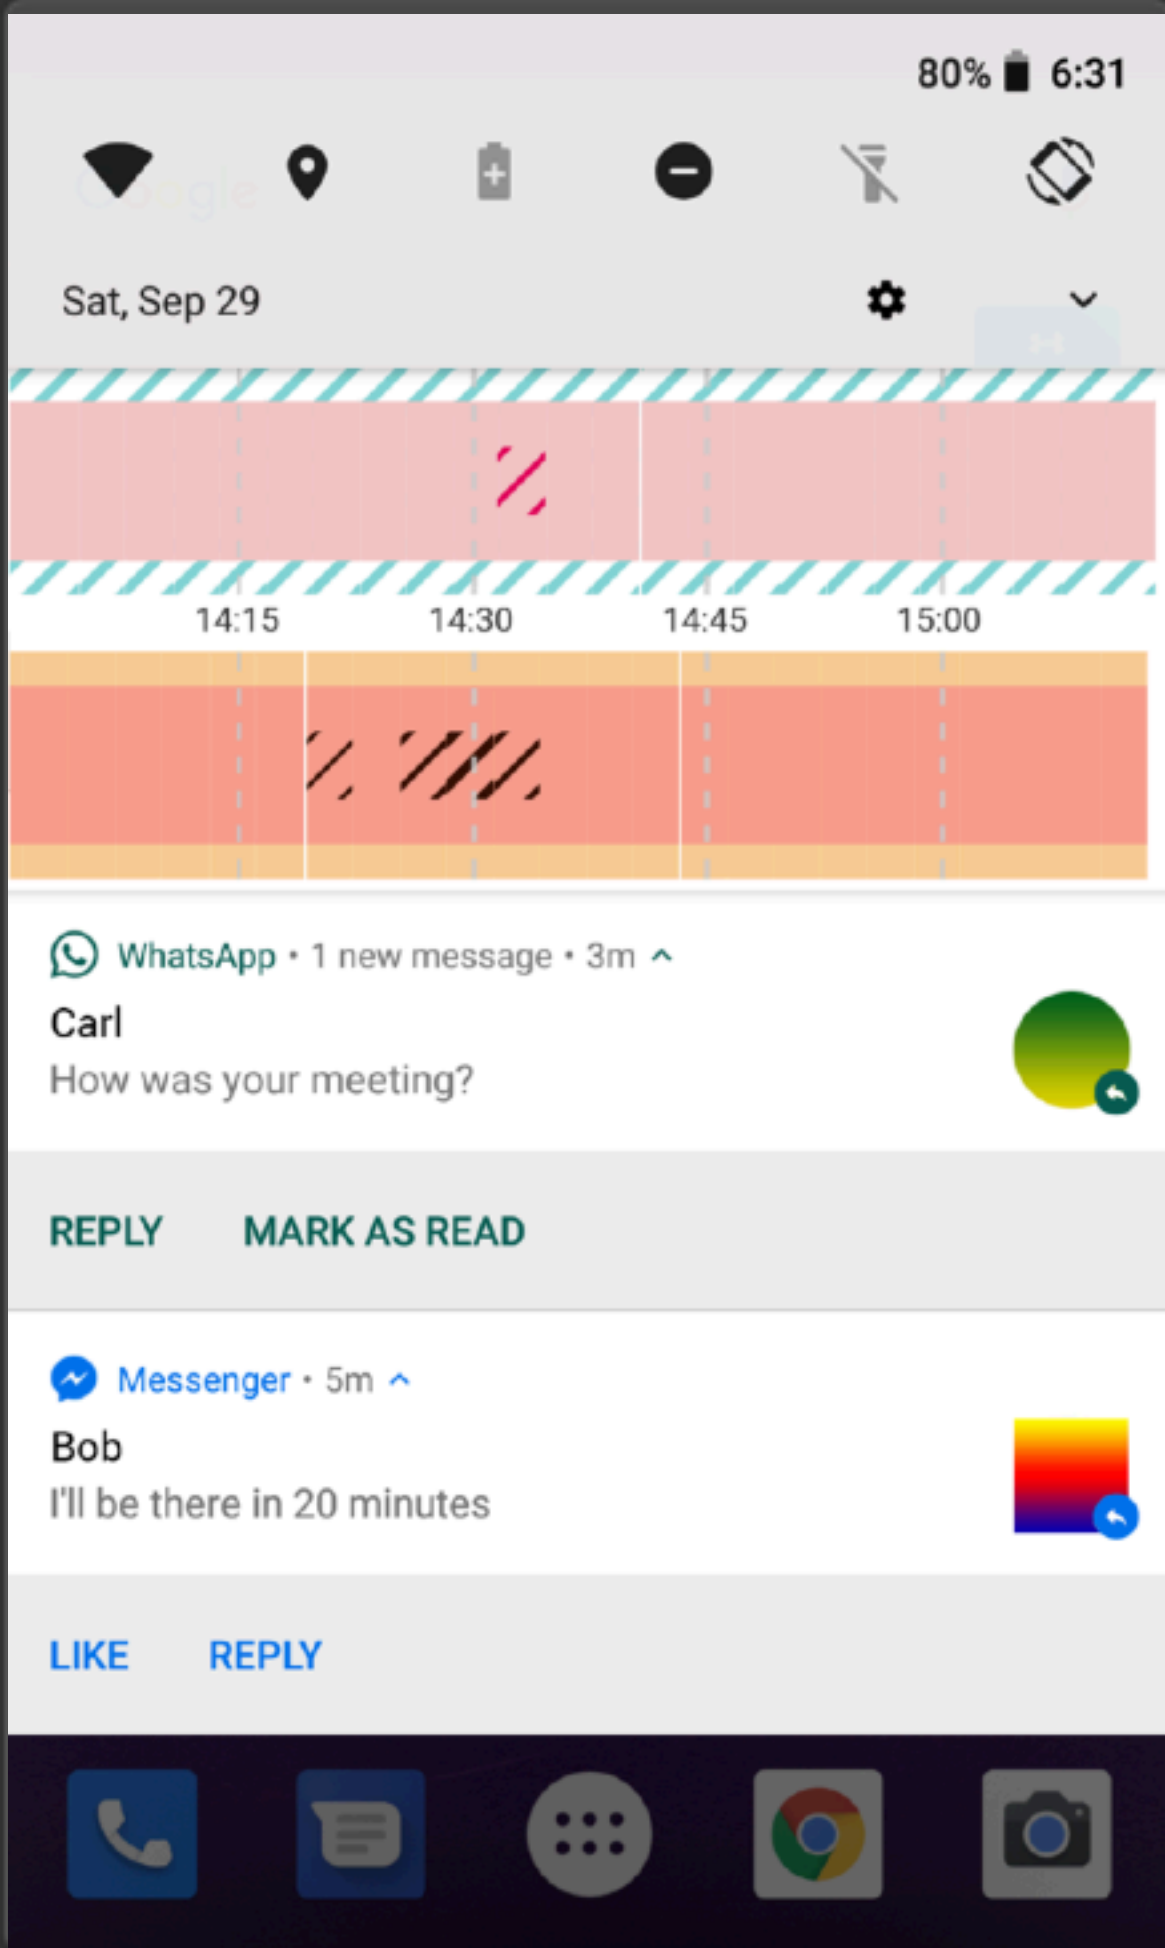 80% 6:31
Google
Sat, Sep 29
14:15 14:30 14:45 15:00
WhatsApp • 1 new message • 3m
Carl
How was your meeting?
REPLY MARK AS READ
Messenger • 5m
Bob
I'll be there in 20 minutes
LIKE REPLY